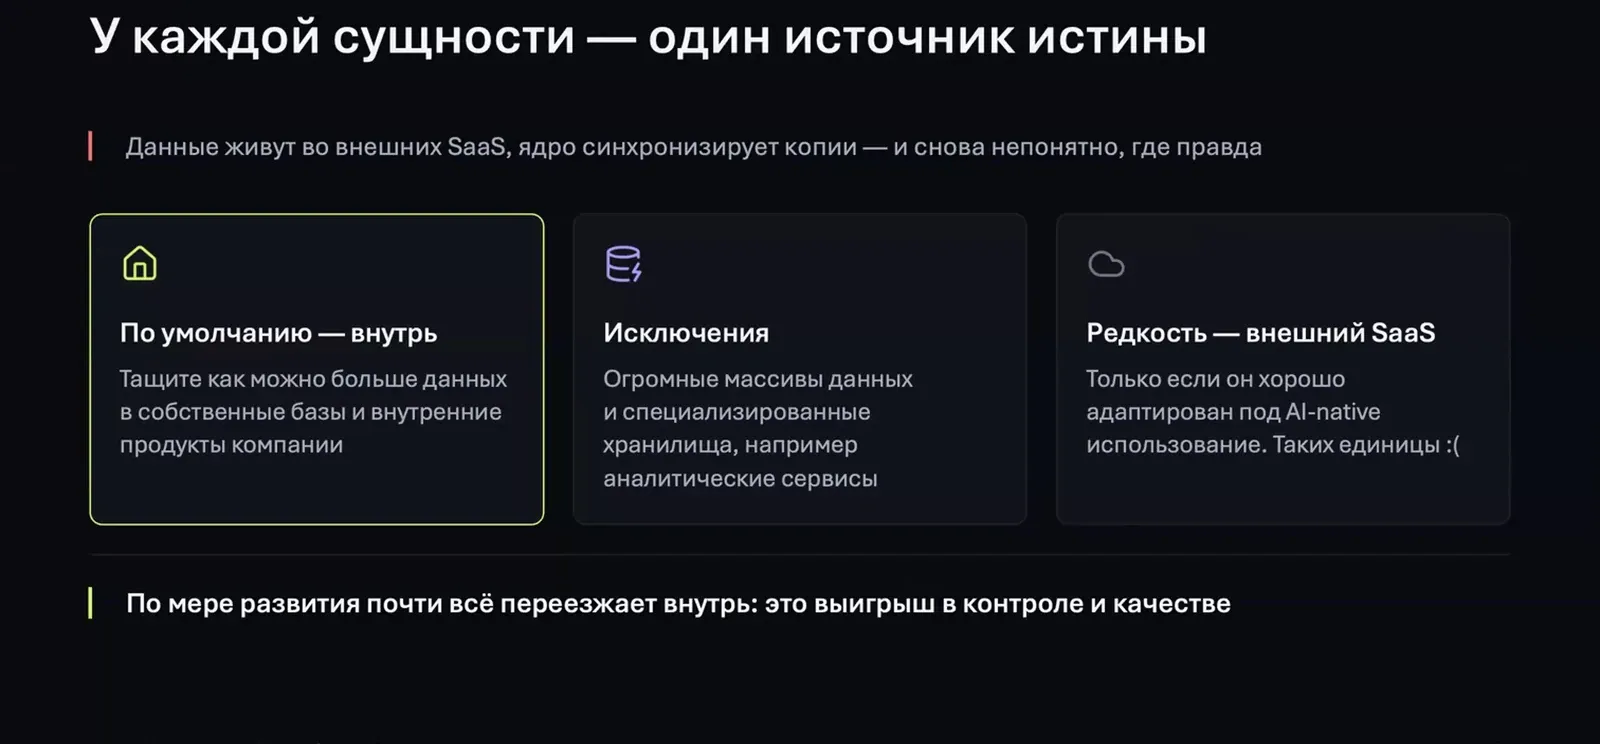 У каждой сущности — один источник истины
Данные живут во внешних SaaS, ядро синхронизирует копии — и снова непонятно, где правда
По умолчанию — внутрь
Тащите как можно больше данных
в собственные базы и внутренние
продукты компании
Исключения
Огромные массивы данных
и специализированные
хранилища, например
аналитические сервисы
Редкость — внешний SaaS
Только если он хорошо
адаптирован под AI-native
использование. Таких единицы :(
По мере развития почти всё переезжает внутрь: это выигрыш в контроле и качестве